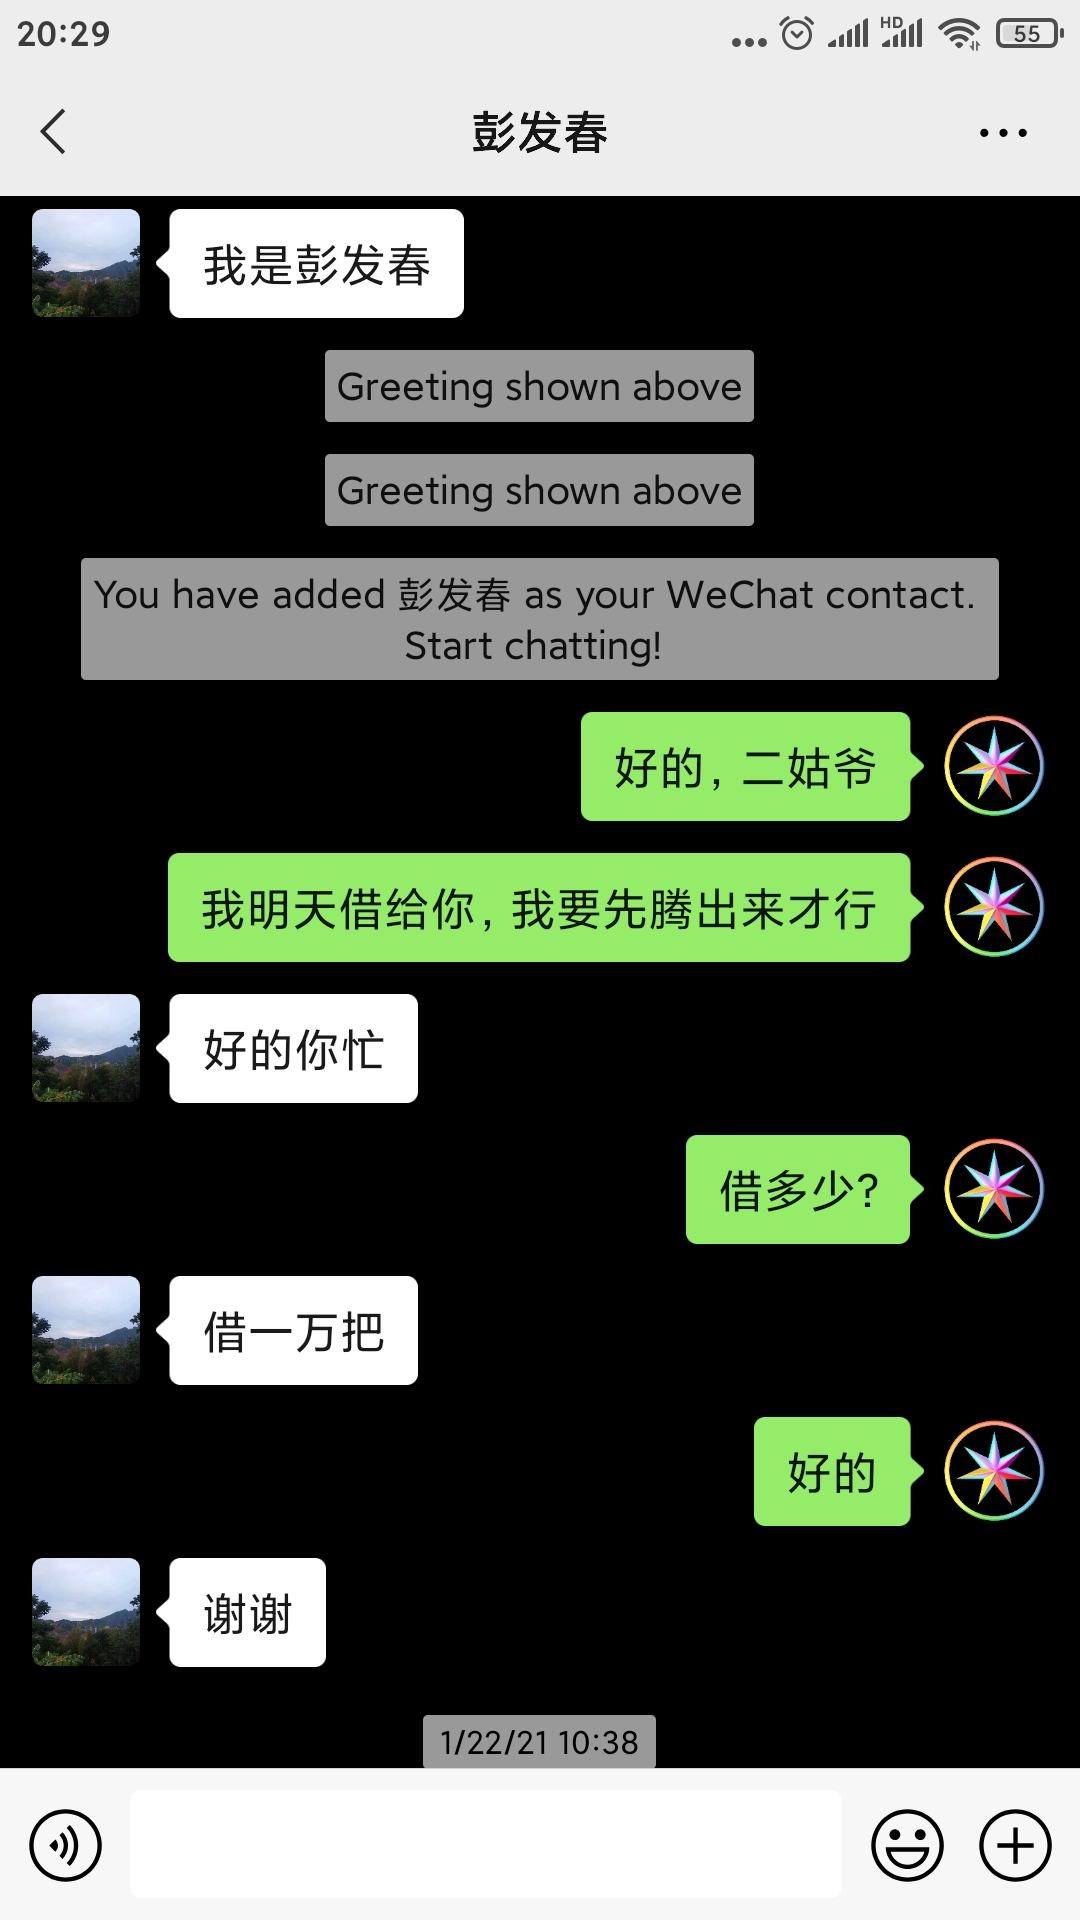 20:29
HD
55
彭发春
我是彭发春
Greeting shown above
Greeting shown above
You have added 彭发春 as your WeChat contact.
Start chatting!
好的，二姑爷
我明天借给你，我要先腾出来才行
好的你忙
借多少?
借一万把
好的
谢谢
1/22/21 10:38